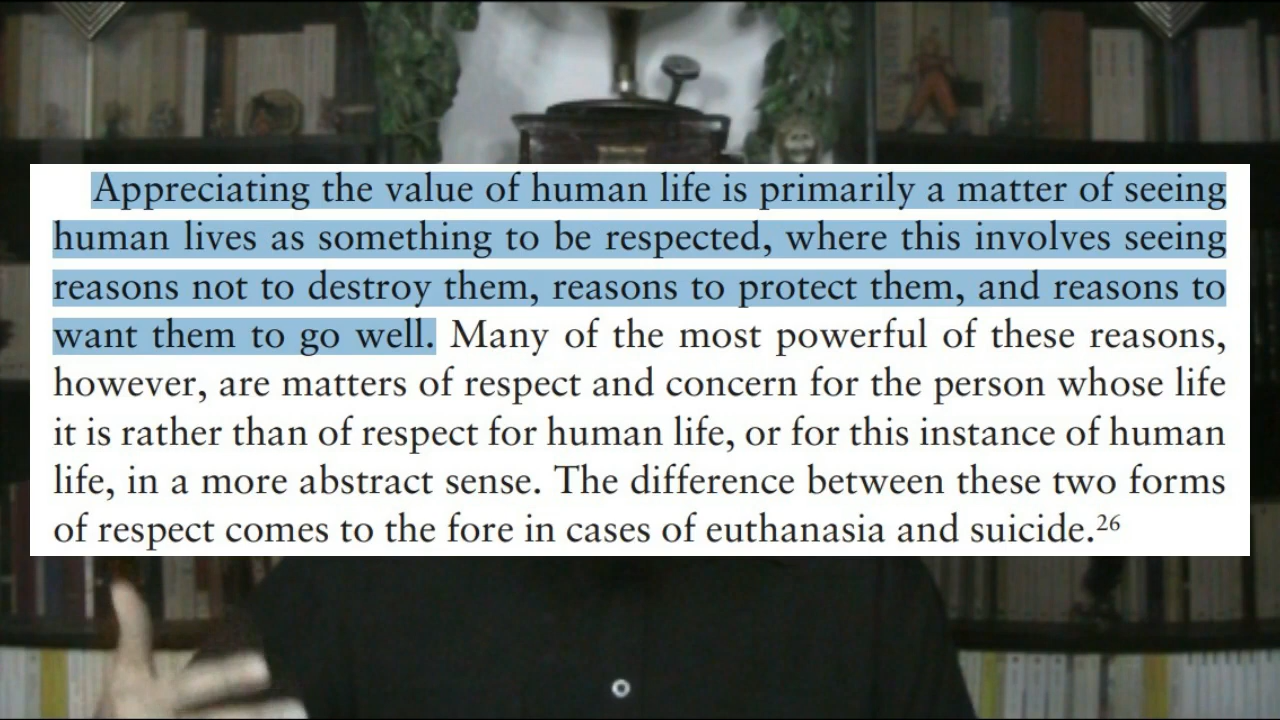 Appreciating the value of human life is primarily a matter of seeing
human lives as something to be respected, where this involves seeing
reasons not to destroy them, reasons to protect them, and reasons to
want them to go well. Many of the most powerful of these reasons,
however, are matters of respect and concern for the person whose life
it is rather than of respect for human life, or for this instance of human
life, in a more abstract sense. The difference between these two forms
of respect comes to the fore in cases of euthanasia and suicide.²⁶